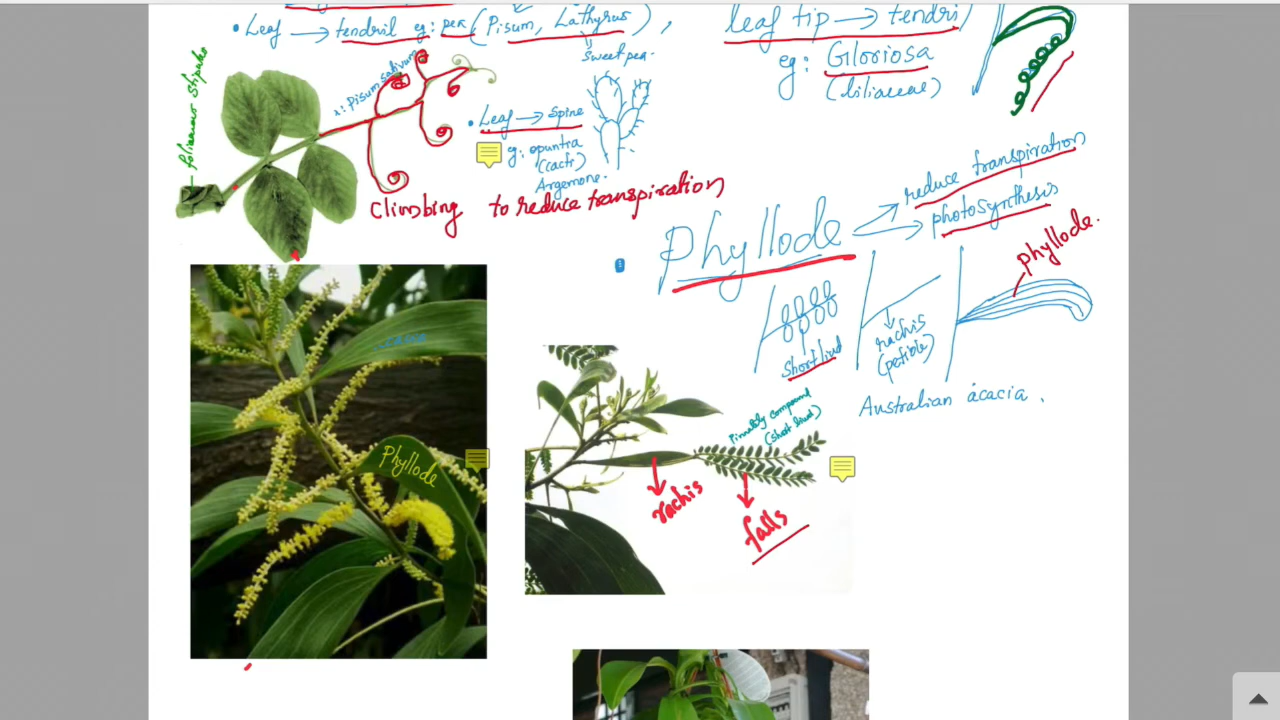 • Leaf → tendril eg: pea (Pisum, Lathyrus),
Sweet pea.
leaf tip → tendril
eg: Gloriosa
(liliaceae)
foliaceous stipules
Pisum sativum
• Leaf → Spine
eg: opuntia
(cacti)
Argemone.
Climbing to reduce transpiration
Phyllode
reduce transpiration
photosynthesis
phyllode.
Short lived
rachis
(petiole)
Australian acacia.
Phyllode
Pinnately compound
(short lived)
rachis
falls